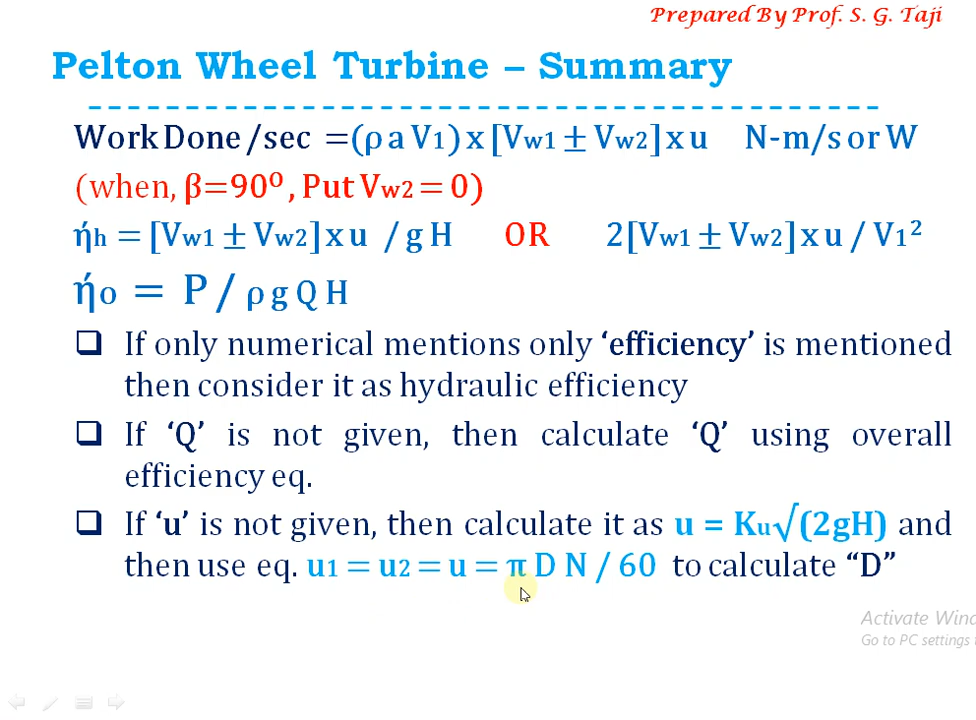 Prepared By Prof. S. G. Taji
Pelton Wheel Turbine – Summary
Work Done /sec =(ρ a V1) x [Vw1 ± Vw2] x u N-m/s or W
(when, β=90⁰, Put Vw2 = 0)
ήh = [Vw1 ± Vw2] x u / g H OR 2[Vw1 ± Vw2] x u / V1²
ήo = P / ρ g Q H
❑ If only numerical mentions only ‘efficiency’ is mentioned
then consider it as hydraulic efficiency
❑ If ‘Q’ is not given, then calculate ‘Q’ using overall
efficiency eq.
❑ If ‘u’ is not given, then calculate it as u = Ku√(2gH) and
then use eq. u1 = u2 = u = π D N / 60 to calculate “D”
Activate
Go to PC settings